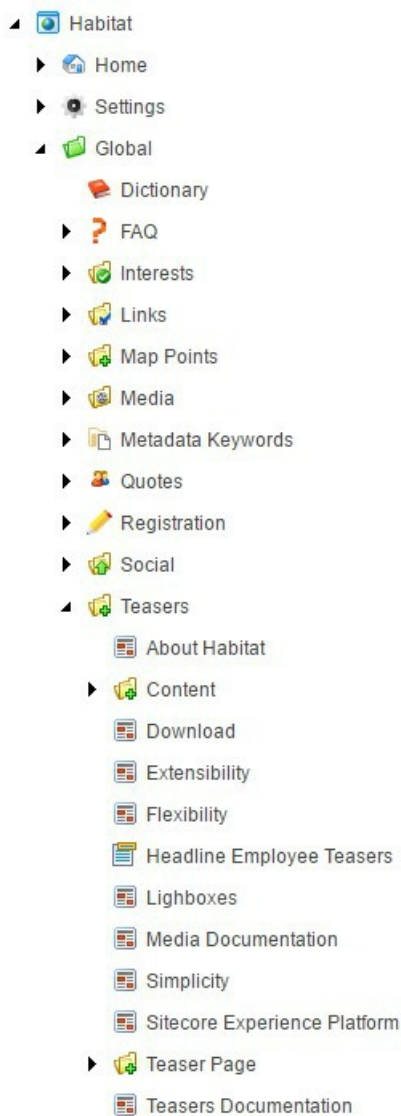 Habitat
Home
Settings
Global
Dictionary
FAQ
Interests
Links
Map Points
Media
Metadata Keywords
Quotes
Registration
Social
Teasers
About Habitat
Content
Download
Extensibility
Flexibility
Headline Employee Teasers
Lighboxes
Media Documentation
Simplicity
Sitecore Experience Platform
Teaser Page
Teasers Documentation